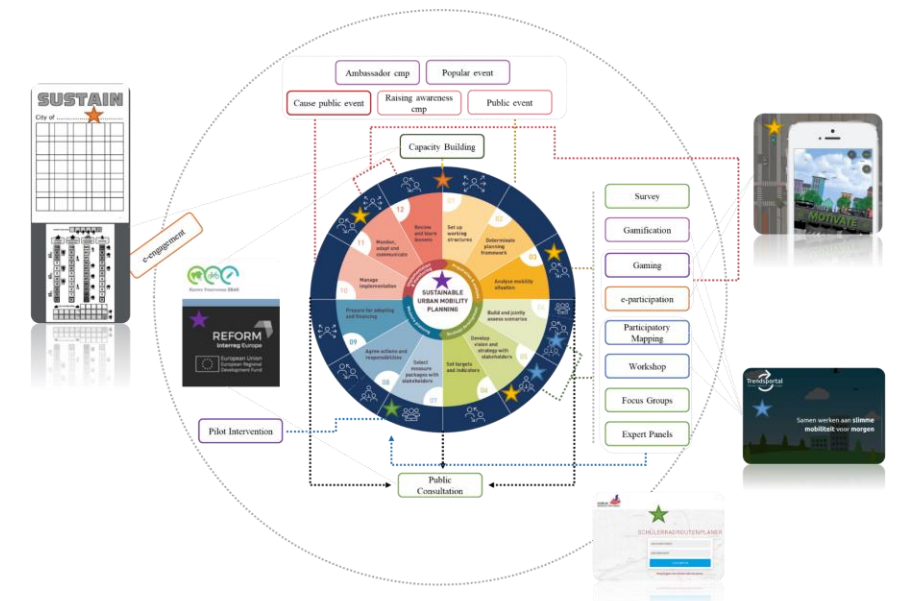 Ambassador cmp
Popular event
Cause public event
Raising awareness
cmp
Public event
Capacity Building
SUSTAIN
City of
e-engagement
REFORM
Interreg Europe
European Union
European Regional
Development Fund
Pilot Intervention
12
Review
and learn
lessons
01
Set up
working
structures
02
Determinate
planning
framework
03
Analyse mobility
situation
04
Build and jointly
assess scenarios
05
Develop
vision and
strategy with
stakeholders
06
Set targets
and indicators
07
Select
measure
packages with
stakeholders
08
Agree actions and
responsibilities
09
Prepare for adopting
and financing
10
Manage
implementation
11
Monitor,
adapt and
communicate
SUSTAINABLE
URBAN MOBILITY
PLANNING
Public
Consultation
Survey
Gamification
Gaming
e-participation
Participatory
Mapping
Workshop
Focus Groups
Expert Panels
MOTIVATE
Trendsportal
Samen werken aan slimme
mobiliteit voor morgen
SCHÜLERRADROUTENPLANER